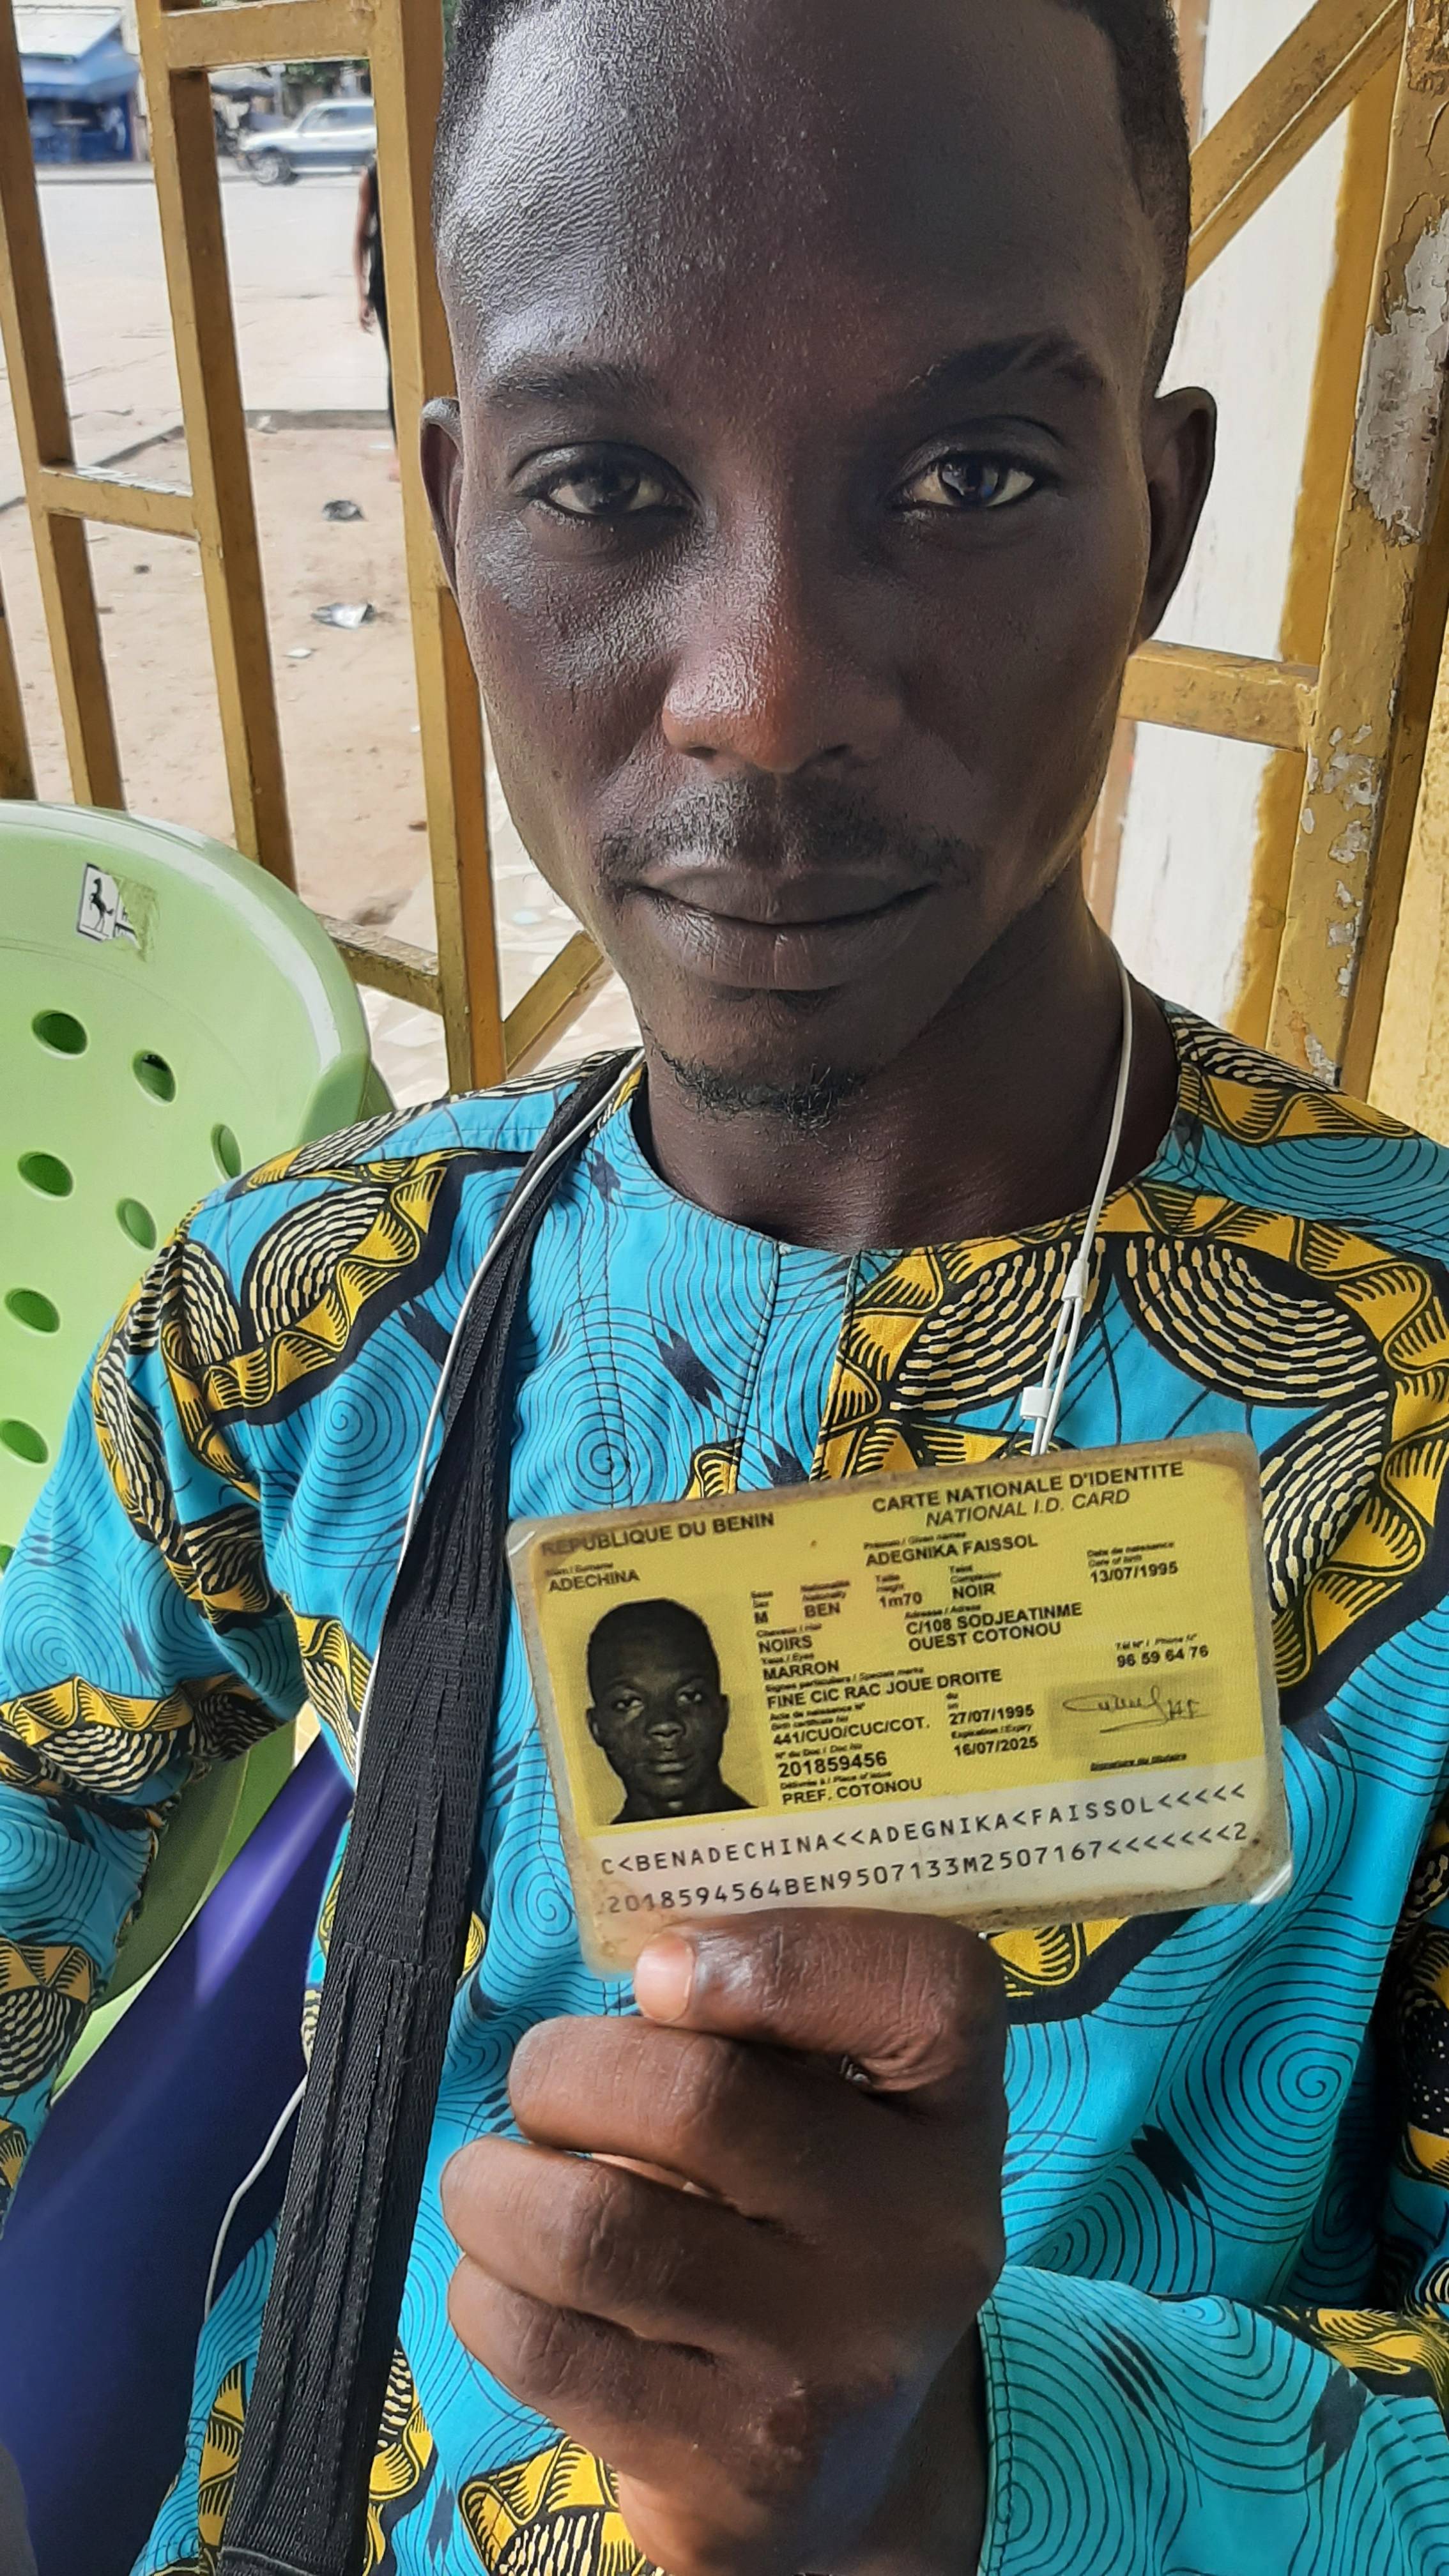 REPUBLIQUE DU BENIN
CARTE NATIONALE D'IDENTITE
NATIONAL I.D. CARD
Nom / Surname
ADECHINA
Prénoms / Given names
ADEGNIKA FAISSOL
Date de naissance
Date of birth
13/07/1995
Sexe Nationalité Taille Teint
Sex Nationality Height Complexion
M BEN 1m70 NOIR
Cheveux / Hair
NOIRS
Adresse / Adress
C/108 SODJEATINME
OUEST COTONOU
Yeux / Eyes
MARRON
Tél N° / Phone N°
96 59 64 76
Signes particuliers / Specials marks
FINE CIC RAC JOUE DROITE
Acte de naissance N°
Birth certificate No
441/CUO/CUC/COT.
du
on
27/07/1995
N° du Doc / Doc No
201859456
Expiration / Expiry
16/07/2025
Délivrée à / Place of issue
PREF. COTONOU
Signature du titulaire
C<BENADECHINA<<ADEGNIKA<FAISSOL<<<<<
2018594564BEN9507133M2507167<<<<<<<2